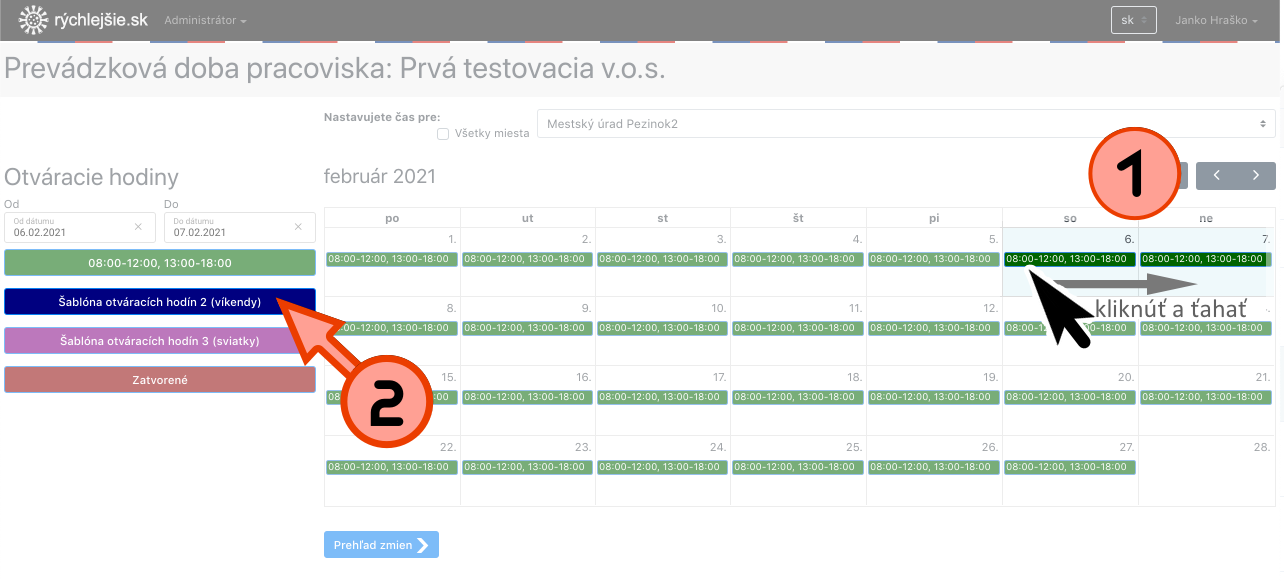 rýchlejšie.sk Administrátor sk Janko Hraško
Prevádzková doba pracoviska: Prvá testovacia v.o.s.
Nastavujete čas pre:
Všetky miesta
Mestský úrad Pezinok2
1
Otváracie hodiny
Od Do
Od dátumu Do dátumu
06.02.2021 07.02.2021
08:00-12:00, 13:00-18:00
Šablóna otváracích hodín 2 (víkendy)
Šablóna otváracích hodín 3 (sviatky)
Zatvorené
2
február 2021
po ut st št pi so ne
1. 2. 3. 4. 5. 6. 7.
08:00-12:00, 13:00-18:00 08:00-12:00, 13:00-18:00 08:00-12:00, 13:00-18:00 08:00-12:00, 13:00-18:00 08:00-12:00, 13:00-18:00 08:00-12:00, 13:00-18:00 08:00-12:00, 13:00-18:00
kliknúť a ťahať
8. 9. 10. 11. 12.
08:00-12:00, 13:00-18:00 08:00-12:00, 13:00-18:00 08:00-12:00, 13:00-18:00 08:00-12:00, 13:00-18:00 08:00-12:00, 13:00-18:00 13:00-18:00 08:00-12:00, 13:00-18:00
15. 16. 17. 18. 19. 20. 21.
08:00-12:00, 13:00-18:00 08:00-12:00, 13:00-18:00 08:00-12:00, 13:00-18:00 08:00-12:00, 13:00-18:00 08:00-12:00, 13:00-18:00 08:00-12:00, 13:00-18:00
22. 23. 24. 25. 26. 27. 28.
08:00-12:00, 13:00-18:00 08:00-12:00, 13:00-18:00 08:00-12:00, 13:00-18:00 08:00-12:00, 13:00-18:00 08:00-12:00, 13:00-18:00 08:00-12:00, 13:00-18:00
Prehľad zmien